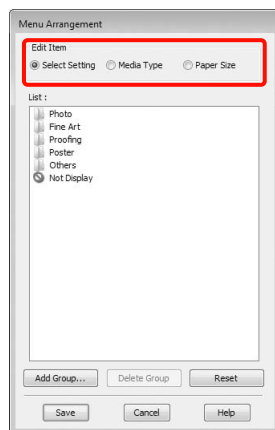 Menu Arrangement
Edit Item
Select Setting Media Type Paper Size
List :
Photo
Fine Art
Proofing
Poster
Others
Not Display
Add Group... Delete Group Reset
Save Cancel Help